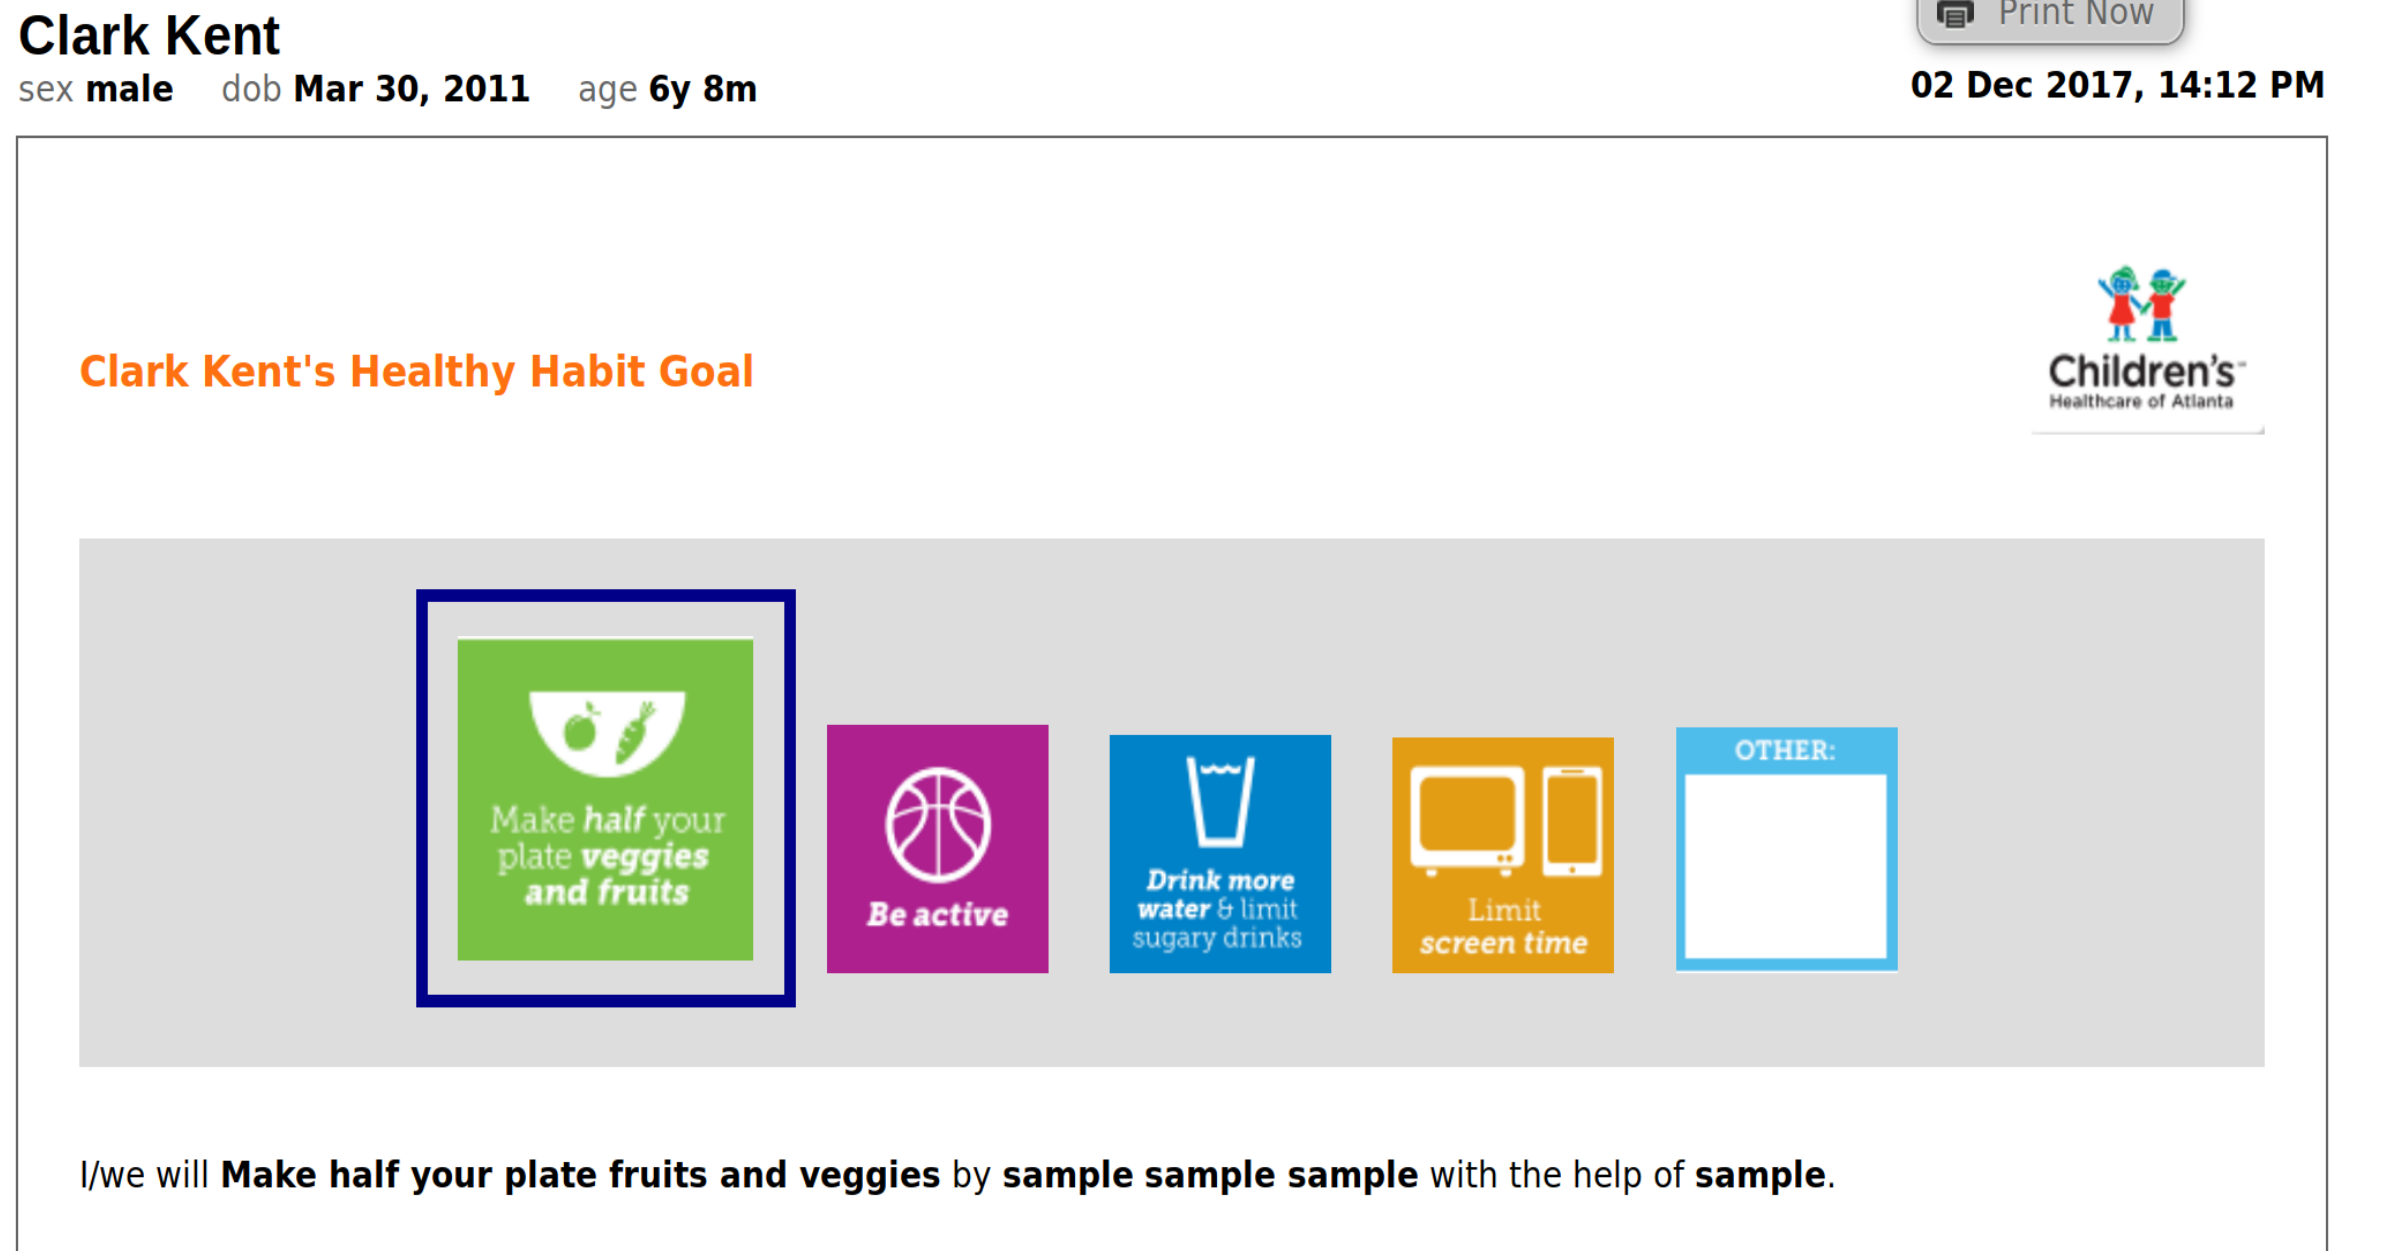 Clark Kent
Print Now
sex male dob Mar 30, 2011 age 6y 8m
02 Dec 2017, 14:12 PM
Clark Kent's Healthy Habit Goal
Children's
Healthcare of Atlanta
Make half your
plate veggies
and fruits
Be active
Drink more
water & limit
sugary drinks
Limit
screen time
OTHER:
I/we will Make half your plate fruits and veggies by sample sample sample with the help of sample.